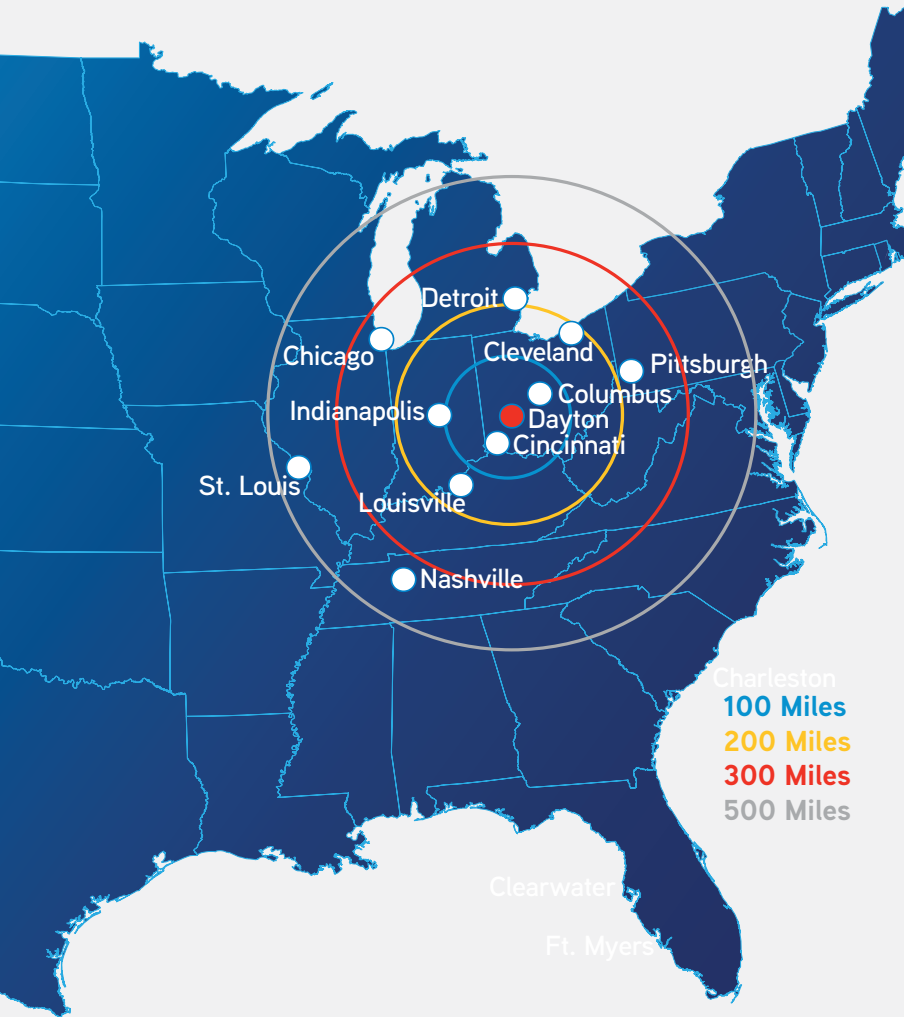 Detroit
Chicago
Cleveland
Pittsburgh
Columbus
Indianapolis
Dayton
Cincinnati
St. Louis
Louisville
Nashville
Charleston
100 Miles
200 Miles
300 Miles
500 Miles
Clearwater
Ft. Myers